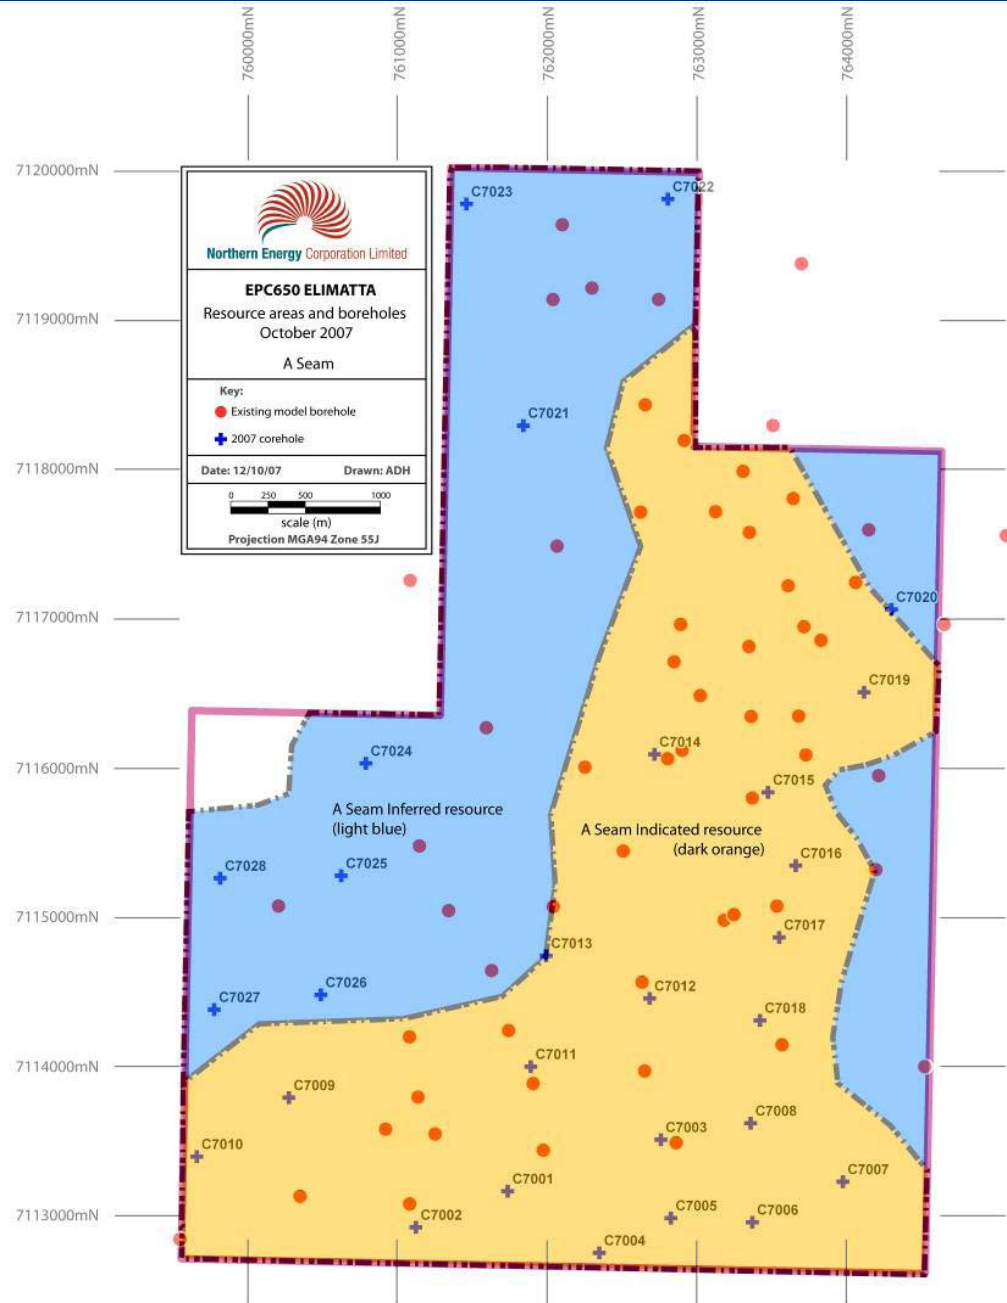 760000mN
761000mN
762000mN
763000mN
764000mN
7120000mN
7119000mN
7118000mN
7117000mN
7116000mN
7115000mN
7114000mN
7113000mN
Northern Energy Corporation Limited
EPC650 ELIMATTA
Resource areas and boreholes
October 2007
A Seam
Key:
Existing model borehole
2007 corehole
Date: 12/10/07 Drawn: ADH
0 250 500 1000
scale (m)
Projection MGA94 Zone 55J
C7023
C7022
C7021
C7020
C7019
C7014
C7024
C7015
A Seam Inferred resource
(light blue)
A Seam Indicated resource
(dark orange)
C7016
C7028
C7025
C7017
C7013
C7026
C7012
C7027
C7018
C7011
C7009
C7008
C7003
C7010
C7007
C7001
C7005
C7006
C7002
C7004